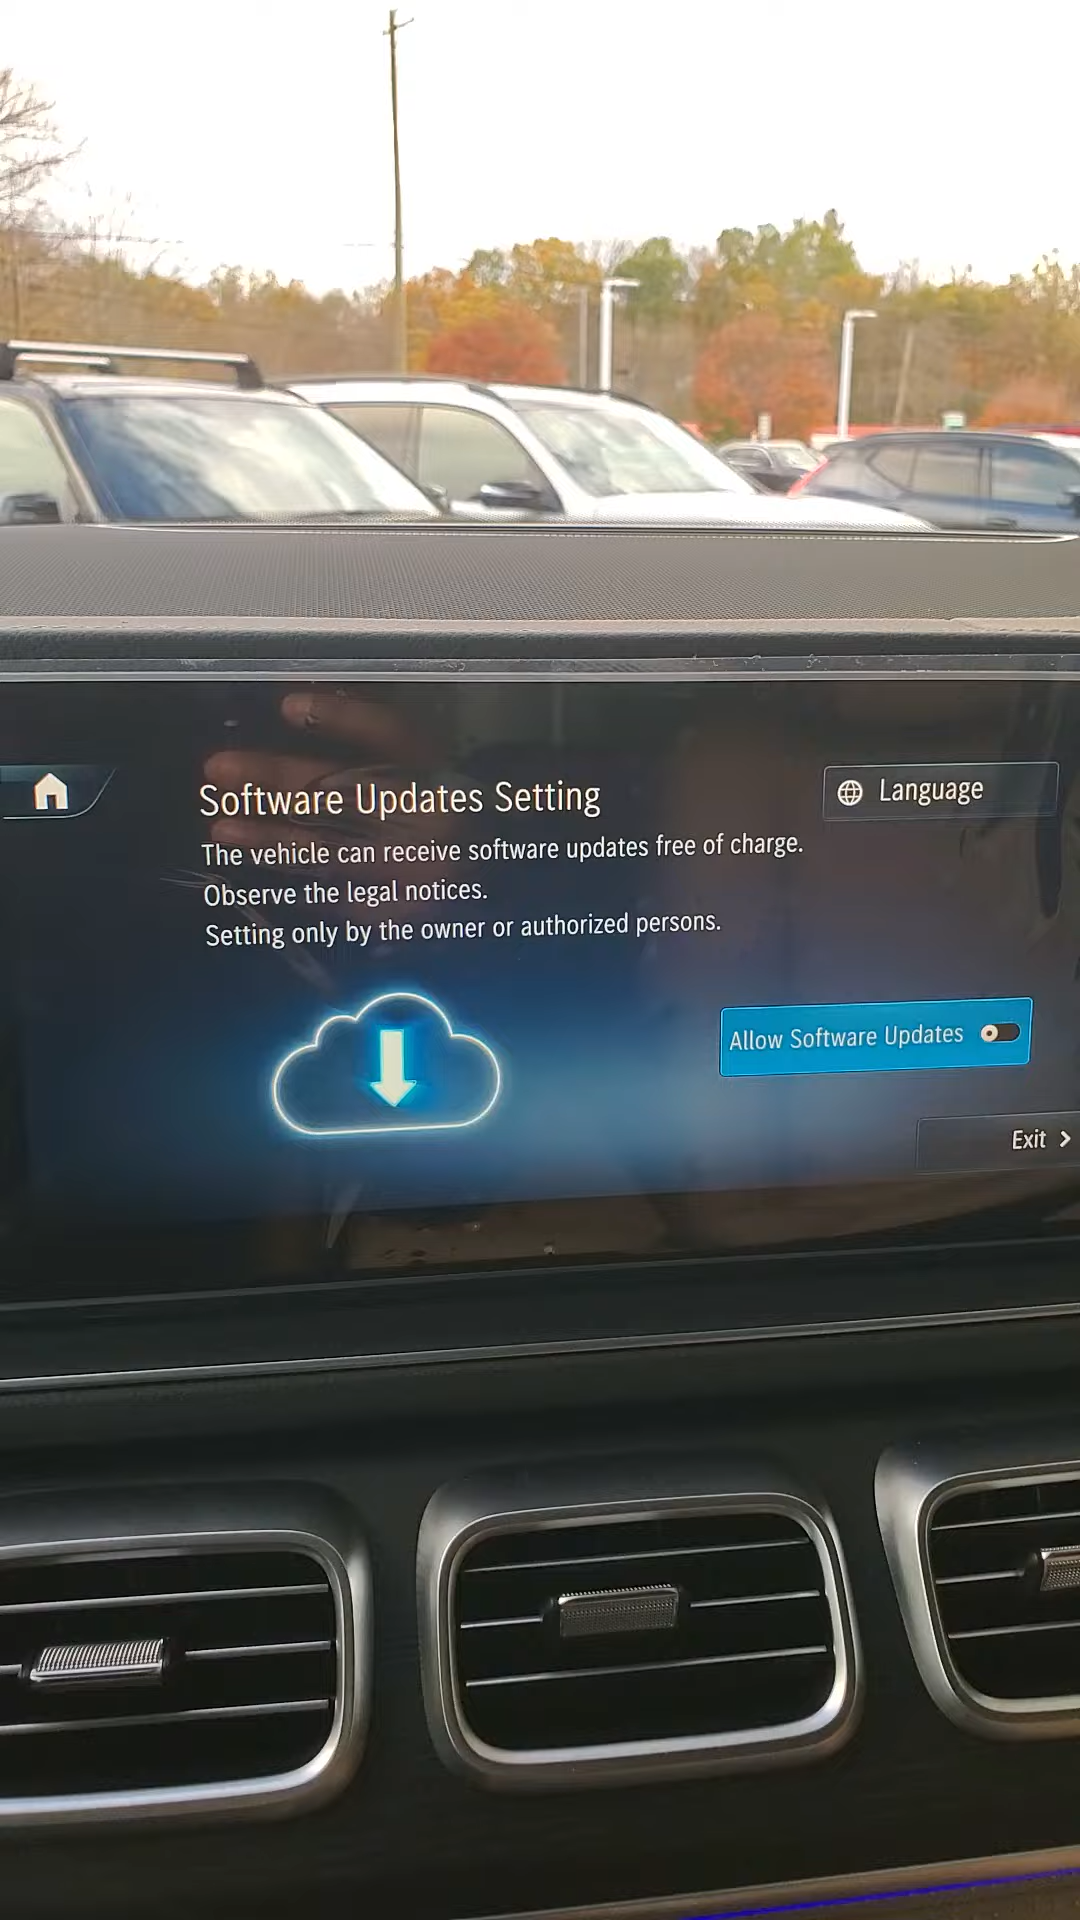 Software Updates Setting
Language
The vehicle can receive software updates free of charge.
Observe the legal notices.
Setting only by the owner or authorized persons.
Allow Software Updates
Exit